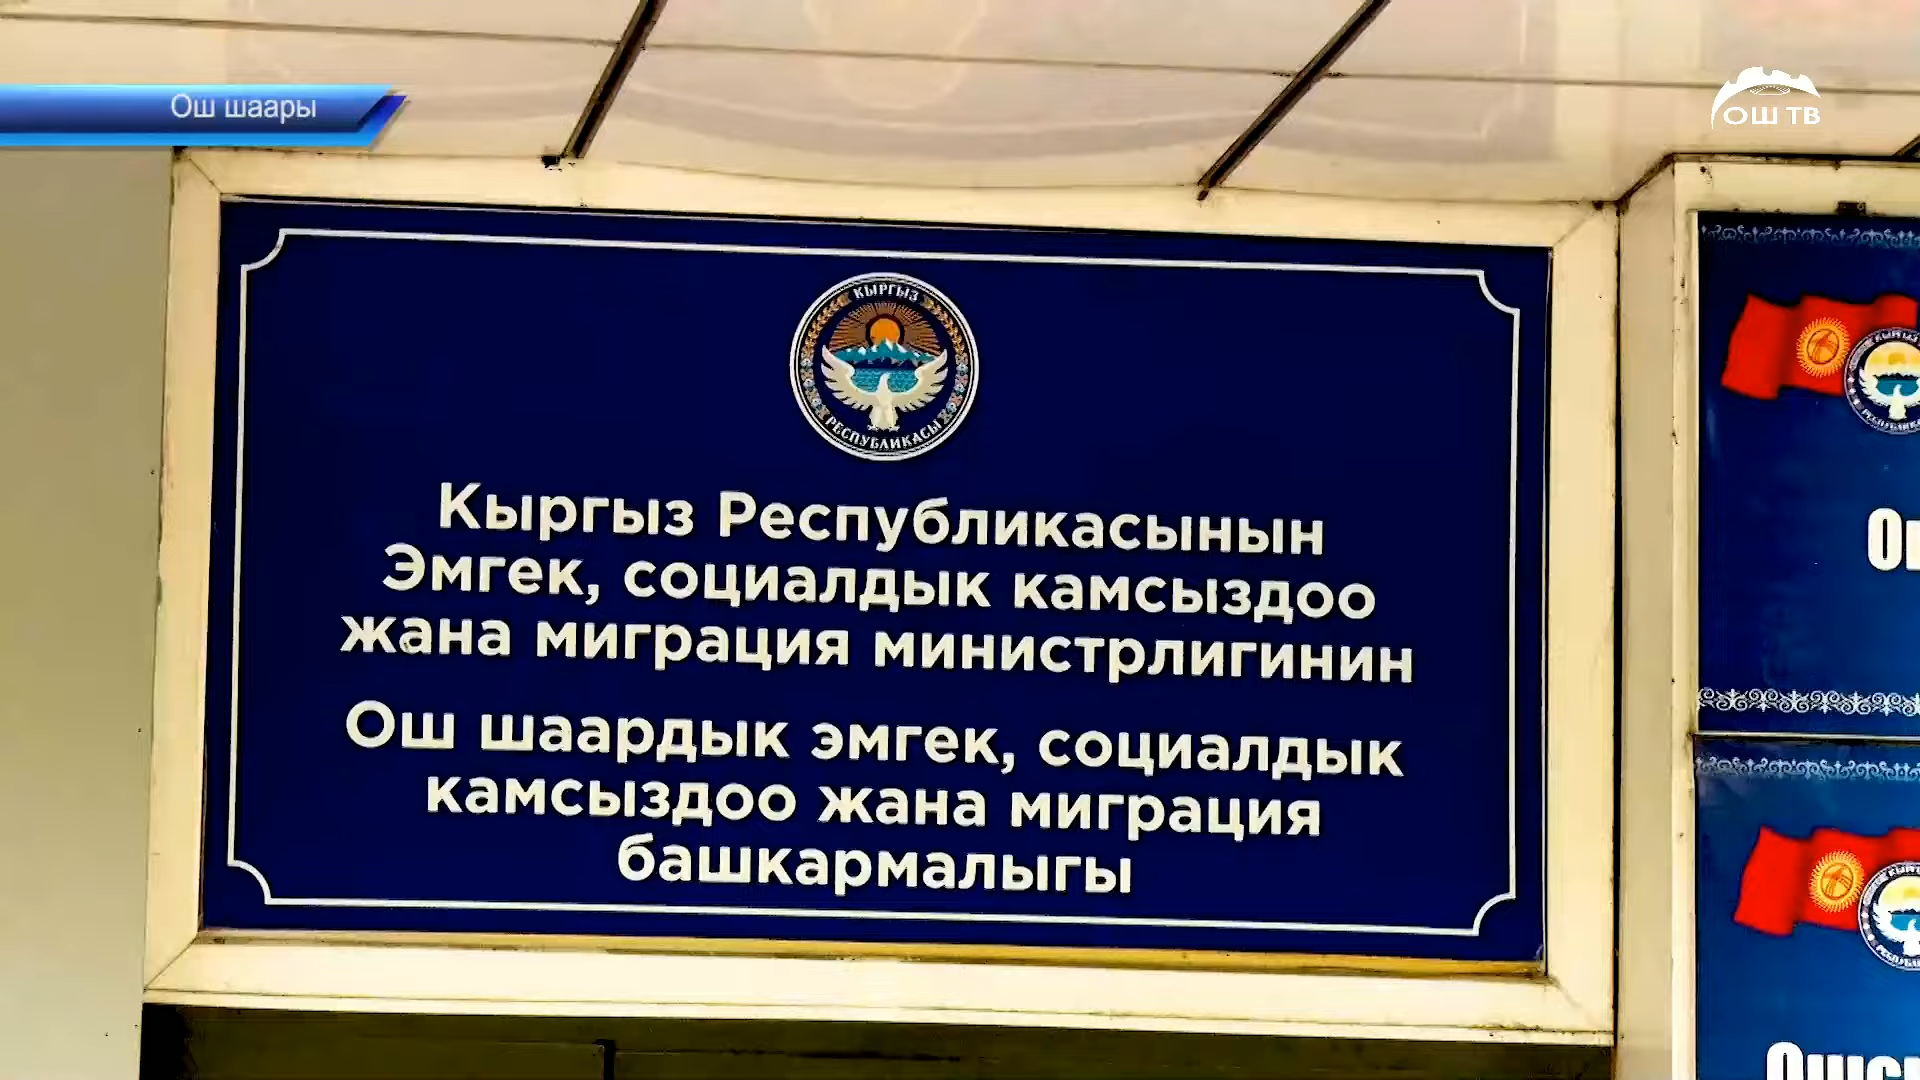 Ош шаары
ОШ ТВ
КЫРГЫЗ
РЕСПУБЛИКАСЫ
Кыргыз Республикасынын
Эмгек, социалдык камсыздоо
жана миграция министрлигинин
Ош шаардык эмгек, социалдык
камсыздоо жана миграция
башкармалыгы